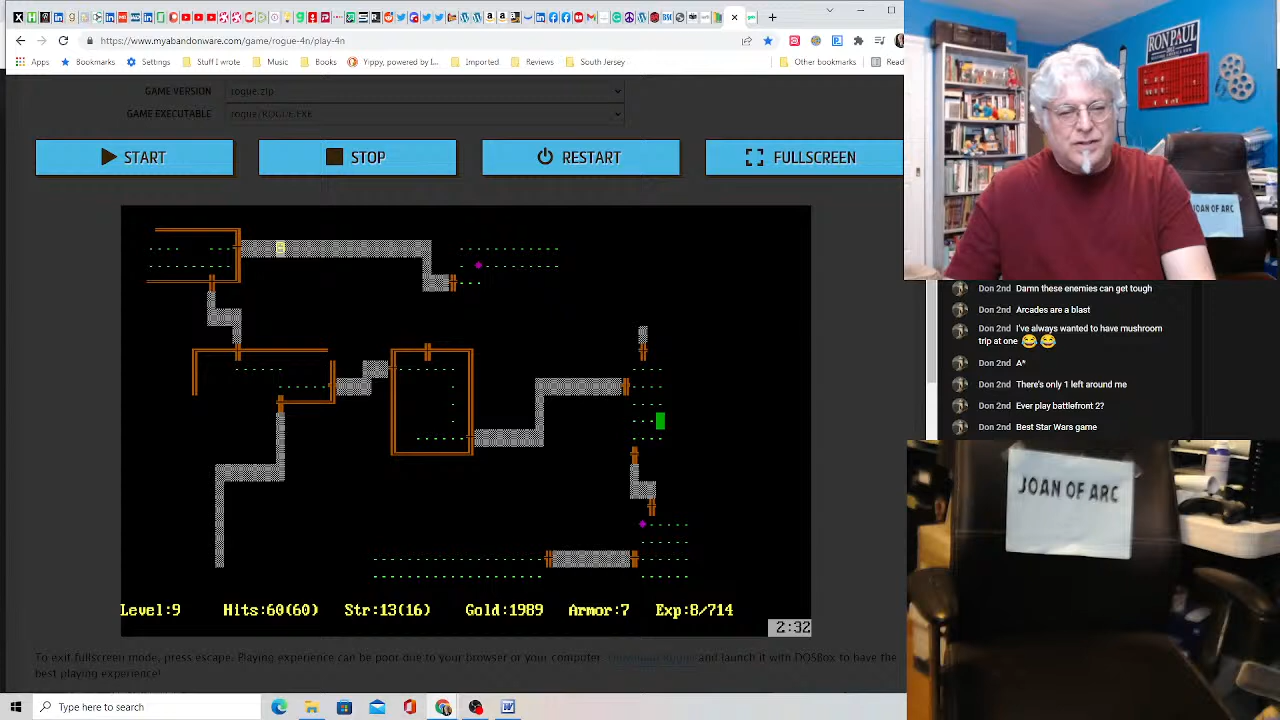 https://www.myabandonware.com/game/rogue-4n/play-4n
Apps Bookmarks Settings Stuff I wrote Music Books Yippy, powered by I... Imported Reviews South Jersey Other bookmarks Read
GAME VERSION rogue.zip
GAME EXECUTABLE rogue/ROGUE.EXE
START STOP RESTART FULLSCREEN
Level:9 Hits:60(60) Str:13(16) Gold:1989 Armor:7 Exp:8/714
2:32
To exit fullscreen mode, press escape. Playing experience can be poor due to your browser or your computer. and launch it with DOSBox to have the
best playing experience!
Type here to search
RON PAUL
JOAN OF ARC
Don 2nd Damn these enemies can get tough
Don 2nd Arcades are a blast
Don 2nd I've always wanted to have mushroom
trip at one 😂 😂
Don 2nd A*
Don 2nd There's only 1 left around me
Don 2nd Ever play battlefront 2?
Don 2nd Best Star Wars game
JOAN OF ARC